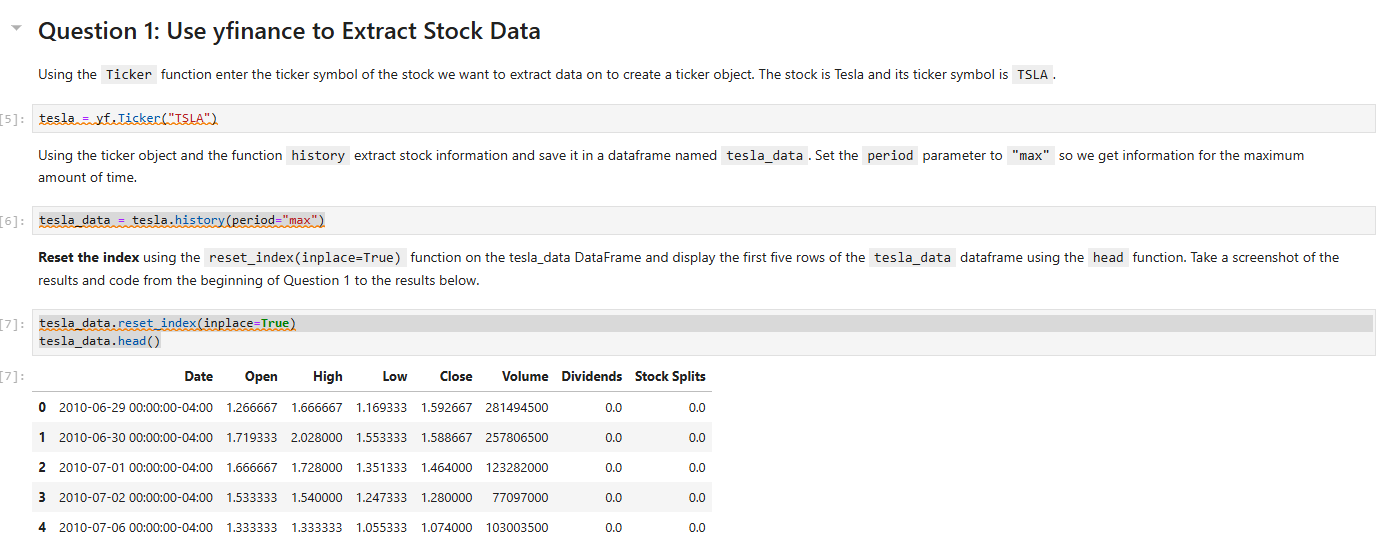 Question 1: Use yfinance to Extract Stock Data
Using the Ticker function enter the ticker symbol of the stock we want to extract data on to create a ticker object. The stock is Tesla and its ticker symbol is TSLA .
[5]: tesla = yf.Ticker("TSLA")
Using the ticker object and the function history extract stock information and save it in a dataframe named tesla_data . Set the period parameter to "max" so we get information for the maximum
amount of time.
[6]: tesla_data = tesla.history(period="max")
Reset the index using the reset_index(inplace=True) function on the tesla_data DataFrame and display the first five rows of the tesla_data dataframe using the head function. Take a screenshot of the
results and code from the beginning of Question 1 to the results below.
[7]: tesla_data.reset_index(inplace=True)
tesla_data.head()
[7]: Date Open High Low Close Volume Dividends Stock Splits
0 2010-06-29 00:00:00-04:00 1.266667 1.666667 1.169333 1.592667 281494500 0.0 0.0
1 2010-06-30 00:00:00-04:00 1.719333 2.028000 1.553333 1.588667 257806500 0.0 0.0
2 2010-07-01 00:00:00-04:00 1.666667 1.728000 1.351333 1.464000 123282000 0.0 0.0
3 2010-07-02 00:00:00-04:00 1.533333 1.540000 1.247333 1.280000 77097000 0.0 0.0
4 2010-07-06 00:00:00-04:00 1.333333 1.333333 1.055333 1.074000 103003500 0.0 0.0